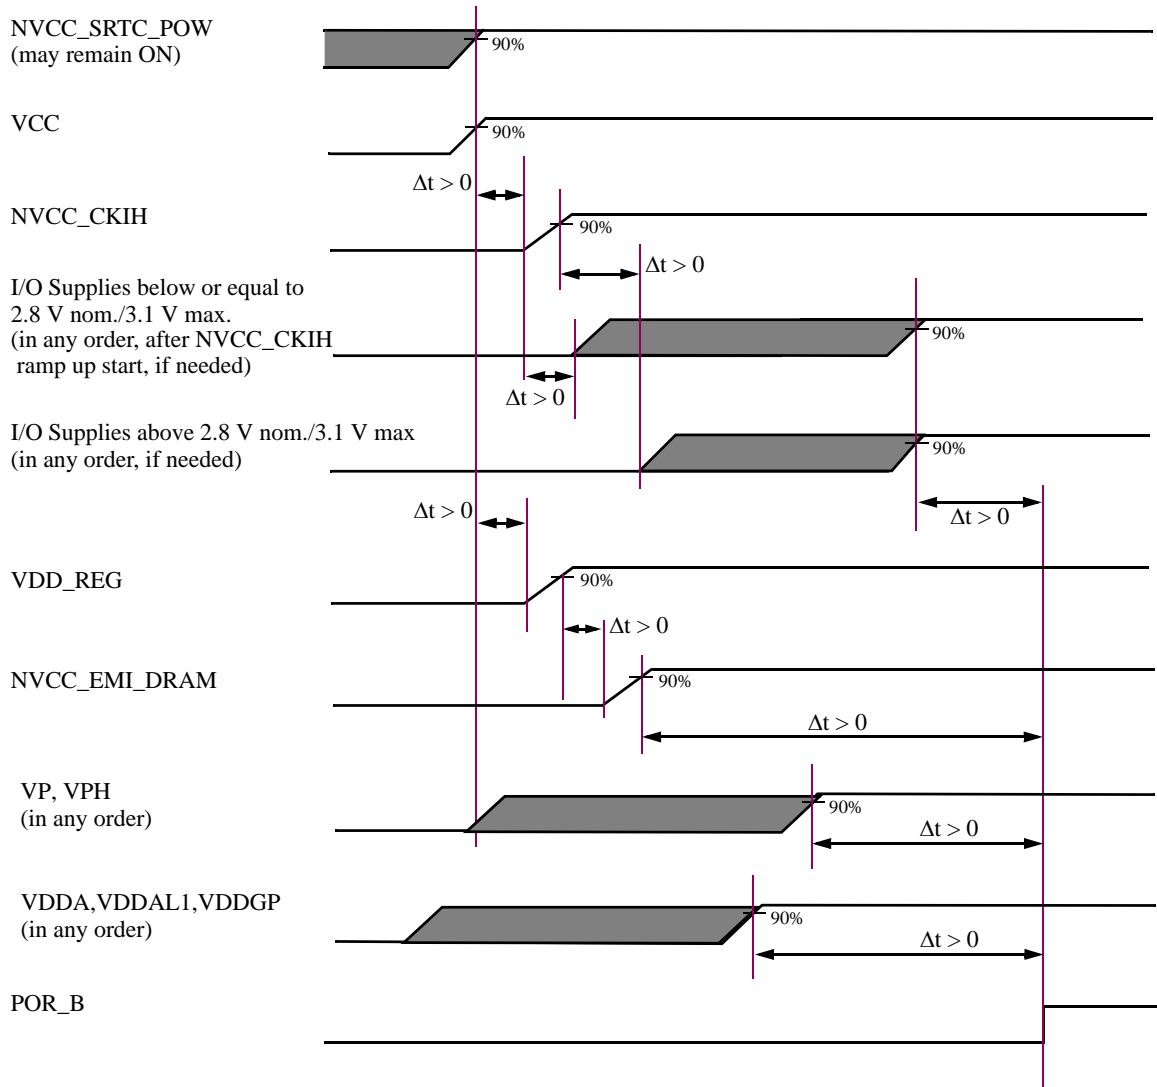 NVCC_SRTC_POW
(may remain ON)
90%
VCC
90%
Δt > 0
NVCC_CKIH
90%
Δt > 0
I/O Supplies below or equal to
2.8 V nom./3.1 V max.
(in any order, after NVCC_CKIH
ramp up start, if needed)
90%
Δt > 0
I/O Supplies above 2.8 V nom./3.1 V max
(in any order, if needed)
90%
Δt > 0
Δt > 0
VDD_REG
90%
Δt > 0
NVCC_EMI_DRAM
90%
Δt > 0
VP, VPH
(in any order)
90%
Δt > 0
VDDA,VDDAL1,VDDGP
(in any order)
90%
Δt > 0
POR_B